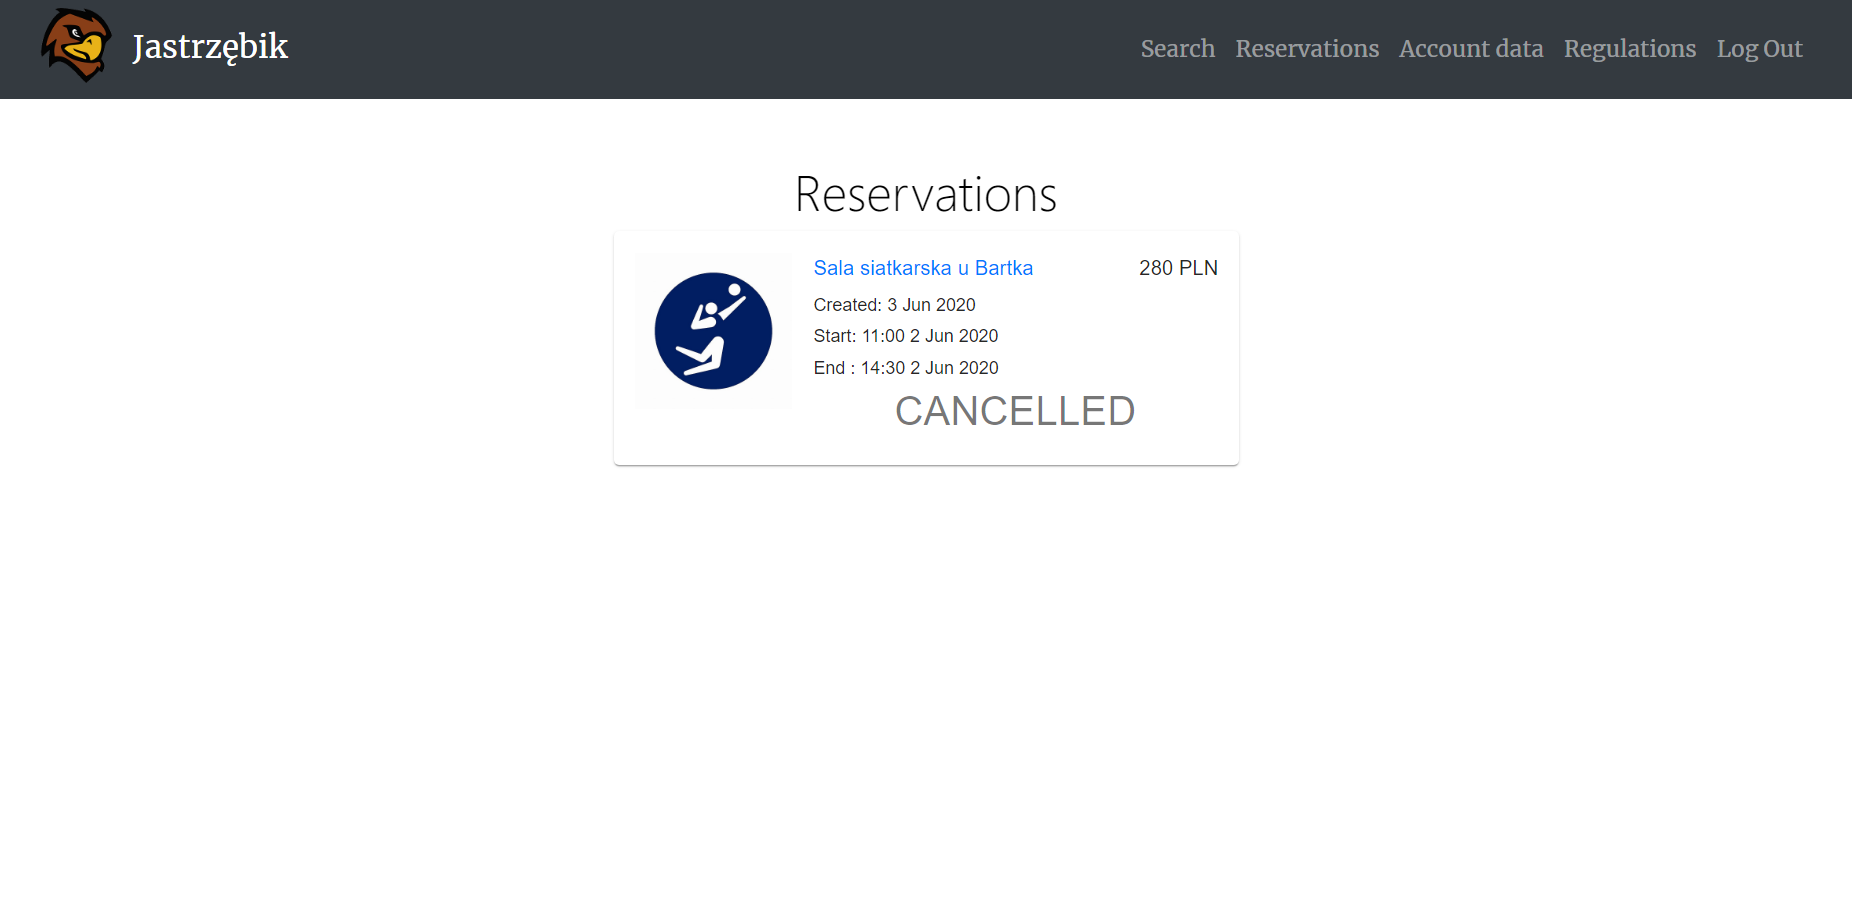 Jastrzębik
Search Reservations Account data Regulations Log Out
Reservations
Sala siatkarska u Bartka 280 PLN
Created: 3 Jun 2020
Start: 11:00 2 Jun 2020
End : 14:30 2 Jun 2020
CANCELLED